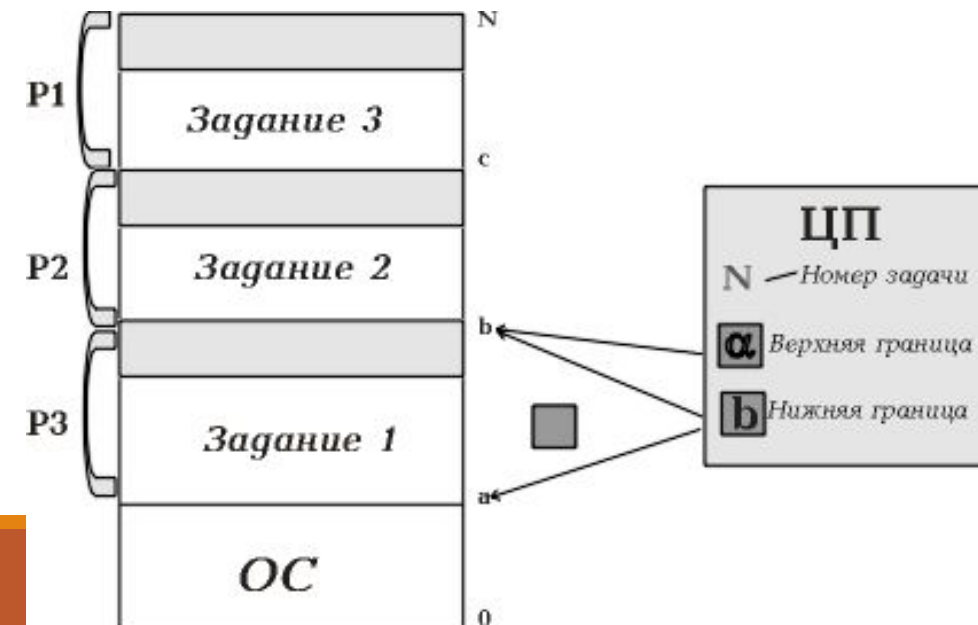 N
P1
Задание 3
c
ЦП
P2
Задание 2
N
Номер задачи
b
α
Верхняя граница
b
Нижняя граница
P3
Задание 1
a
ОС
0